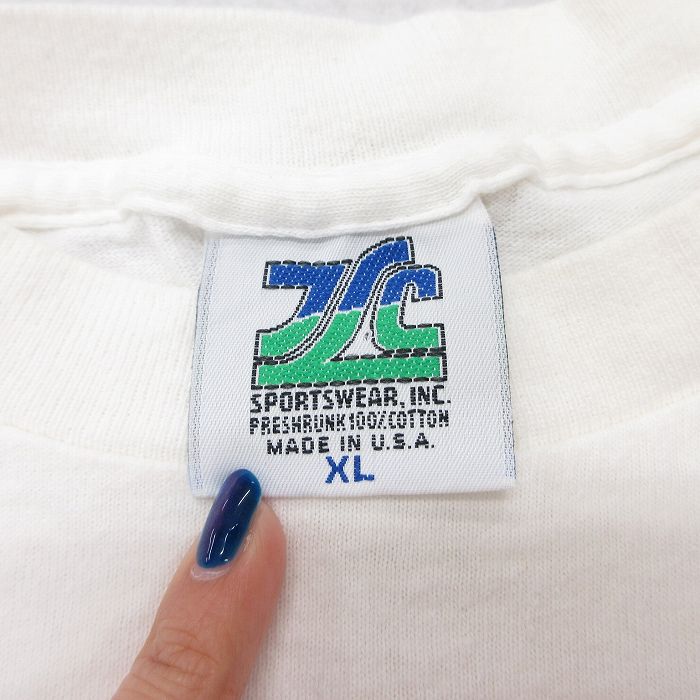 SPORTSWEAR, INC.
PRESHRUNK 100% COTTON
MADE IN U.S.A.
XL